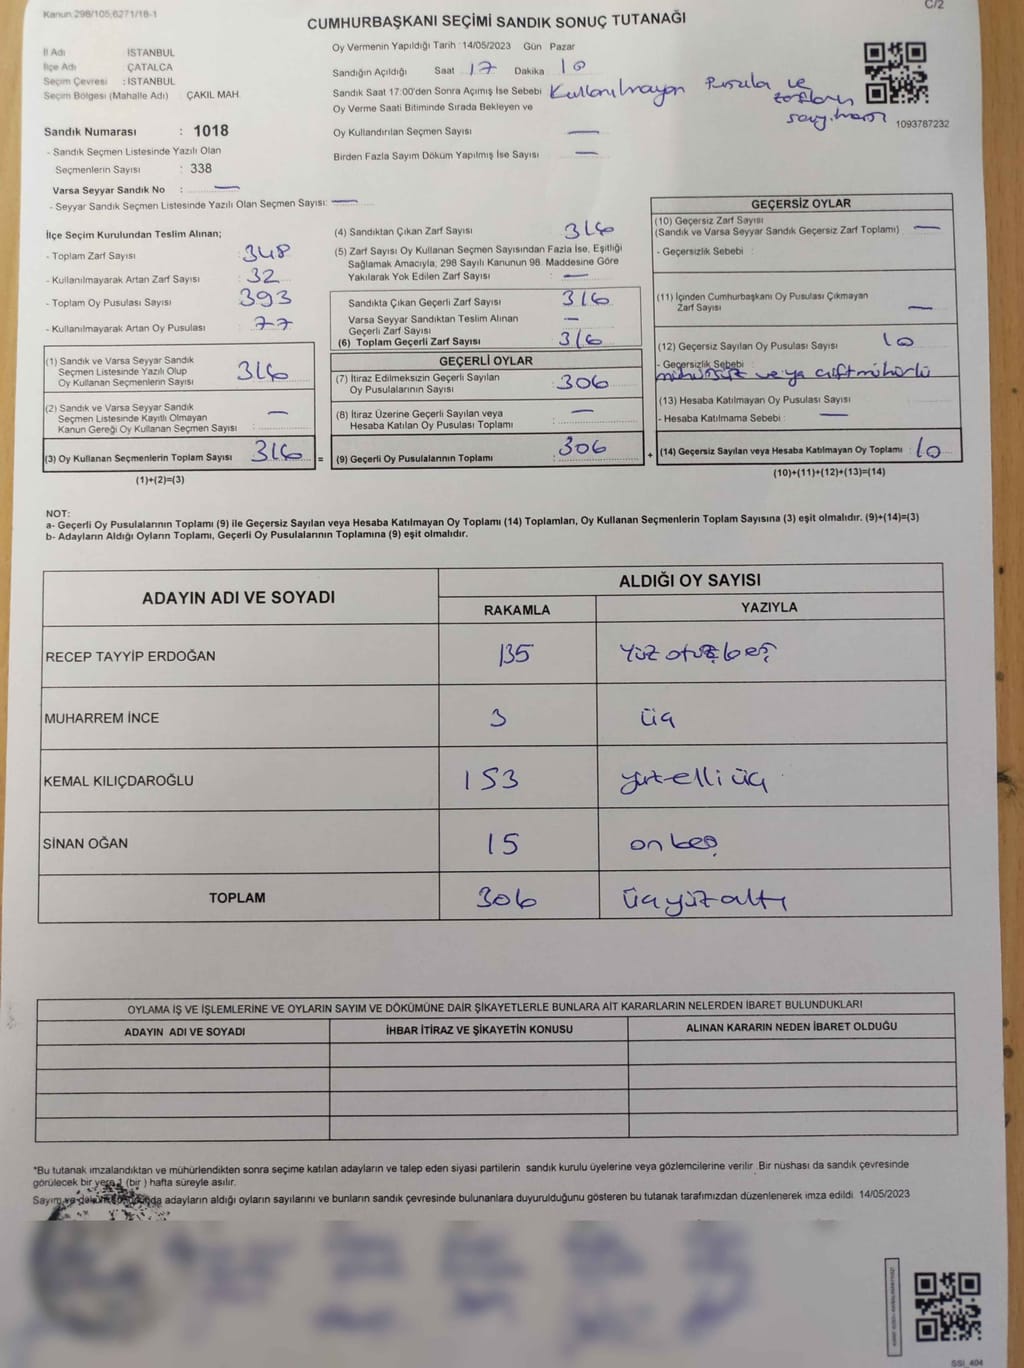 Kanun 298/105,6271/18-1
C/2
CUMHURBAŞKANI SEÇİMİ SANDIK SONUÇ TUTANAĞI
İl Adı : İSTANBUL
İlçe Adı : ÇATALCA
Seçim Çevresi : İSTANBUL
Seçim Bölgesi (Mahalle Adı) ÇAKIL MAH.
Oy Vermenin Yapıldığı Tarih : 14/05/2023 Gün Pazar
Sandığın Açıldığı Saat 17 Dakika 10
Sandık Saat 17:00'den Sonra Açımış İse Sebebi Kullanılmayan Pusula ve zarfların sayılması
Oy Verme Saati Bitiminde Sırada Bekleyen ve
Oy Kullandırılan Seçmen Sayısı —
Birden Fazla Sayım Döküm Yapılmış İse Sayısı —
1093787232
Sandık Numarası : 1018
- Sandık Seçmen Listesinde Yazılı Olan
Seçmenlerin Sayısı : 338
Varsa Seyyar Sandık No : —
- Seyyar Sandık Seçmen Listesinde Yazılı Olan Seçmen Sayısı: —
İlçe Seçim Kurulundan Teslim Alınan;
- Toplam Zarf Sayısı 348
- Kullanılmayarak Artan Zarf Sayısı 32
- Toplam Oy Pusulası Sayısı 393
- Kullanılmayarak Artan Oy Pusulası 77
(1) Sandık ve Varsa Seyyar Sandık
Seçmen Listesinde Yazılı Olup
Oy Kullanan Seçmenlerin Sayısı 316
(2) Sandık ve Varsa Seyyar Sandık
Seçmen Listesinde Kayıtlı Olmayan
Kanun Gereği Oy Kullanan Seçmen Sayısı : —
(3) Oy Kullanan Seçmenlerin Toplam Sayısı 316 =
(1)+(2)=(3)
(4) Sandıktan Çıkan Zarf Sayısı 316
(5) Zarf Sayısı Oy Kullanan Seçmen Sayısından Fazla İse, Eşitliği
Sağlamak Amacıyla, 298 Sayılı Kanunun 98. Maddesine Göre
Yakılarak Yok Edilen Zarf Sayısı : —
Sandıkta Çıkan Geçerli Zarf Sayısı 316
Varsa Seyyar Sandıktan Teslim Alınan
Geçerli Zarf Sayısı —
(6) Toplam Geçerli Zarf Sayısı 316
GEÇERLİ OYLAR
(7) İtiraz Edilmeksizin Geçerli Sayılan
Oy Pusulalarının Sayısı 306
(8) İtiraz Üzerine Geçerli Sayılan veya
Hesaba Katılan Oy Pusulası Toplamı : —
(9) Geçerli Oy Pusulalarının Toplamı 306 +
GEÇERSİZ OYLAR
(10) Geçersiz Zarf Sayısı
(Sandık ve Varsa Seyyar Sandık Geçersiz Zarf Toplamı) —
- Geçersizlik Sebebi :
(11) İçinden Cumhurbaşkanı Oy Pusulası Çıkmayan
Zarf Sayısı —
(12) Geçersiz Sayılan Oy Pusulası Sayısı 10
- Geçersizlik Sebebi :
mühürsüz veya çift mühürlü
(13) Hesaba Katılmayan Oy Pusulası Sayısı
- Hesaba Katılmama Sebebi : —
(14) Geçersiz Sayılan veya Hesaba Katılmayan Oy Toplamı : 10
(10)+(11)+(12)+(13)=(14)
NOT:
a- Geçerli Oy Pusulalarının Toplamı (9) ile Geçersiz Sayılan veya Hesaba Katılmayan Oy Toplamı (14) Toplamları, Oy Kullanan Seçmenlerin Toplam Sayısına (3) eşit olmalıdır. (9)+(14)=(3)
b- Adayların Aldığı Oyların Toplamı, Geçerli Oy Pusulalarının Toplamına (9) eşit olmalıdır.
ADAYIN ADI VE SOYADI
ALDIĞI OY SAYISI
RAKAMLA YAZIYLA
RECEP TAYYİP ERDOĞAN 135 Yüz otuz beş
MUHARREM İNCE 3 üç
KEMAL KILIÇDAROĞLU 153 yüz elli üç
SİNAN OĞAN 15 on beş
TOPLAM 306 üçyüz altı
OYLAMA İŞ VE İŞLEMLERİNE VE OYLARIN SAYIM VE DÖKÜMÜNE DAİR ŞİKAYETLERLE BUNLARA AİT KARARLARIN NELERDEN İBARET BULUNDUKLARI
ADAYIN ADI VE SOYADI İHBAR İTİRAZ VE ŞİKAYETİN KONUSU ALINAN KARARIN NEDEN İBARET OLDUĞU
*Bu tutanak imzalandıktan ve mühürlendikten sonra seçime katılan adayların ve talep eden siyasi partilerin sandık kurulu üyelerine veya gözlemcilerine verilir. Bir nüshası da sandık çevresinde
görülecek bir yere 1 (bir ) hafta süreyle asılır.
Sayım ve döküm adayların aldığı oyların sayılarını ve bunların sandık çevresinde bulunanlara duyurulduğunu gösteren bu tutanak tarafımızdan düzenlenerek imza edildi. 14/05/2023
SSI_404